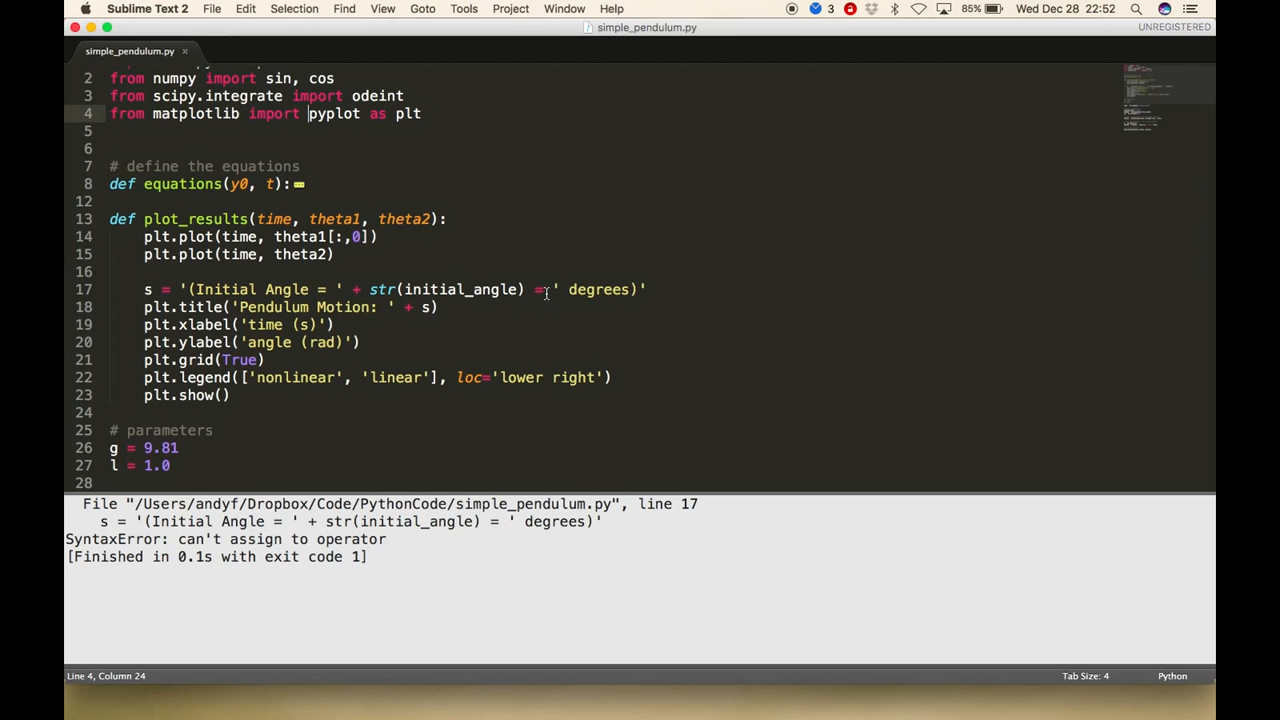 Sublime Text 2 File Edit Selection Find View Goto Tools Project Window Help 3 85% Wed Dec 28 22:52
simple_pendulum.py UNREGISTERED
simple_pendulum.py ×
2 from numpy import sin, cos
3 from scipy.integrate import odeint
4 from matplotlib import pyplot as plt
5
6
7 # define the equations
8 def equations(y0, t):
12
13 def plot_results(time, theta1, theta2):
14 plt.plot(time, theta1[:,0])
15 plt.plot(time, theta2)
16
17 s = '(Initial Angle = ' + str(initial_angle) = ' degrees)'
18 plt.title('Pendulum Motion: ' + s)
19 plt.xlabel('time (s)')
20 plt.ylabel('angle (rad)')
21 plt.grid(True)
22 plt.legend(['nonlinear', 'linear'], loc='lower right')
23 plt.show()
24
25 # parameters
26 g = 9.81
27 l = 1.0
28
File "/Users/andyf/Dropbox/Code/PythonCode/simple_pendulum.py", line 17
s = '(Initial Angle = ' + str(initial_angle) = ' degrees)'
SyntaxError: can't assign to operator
[Finished in 0.1s with exit code 1]
Line 4, Column 24 Tab Size: 4 Python